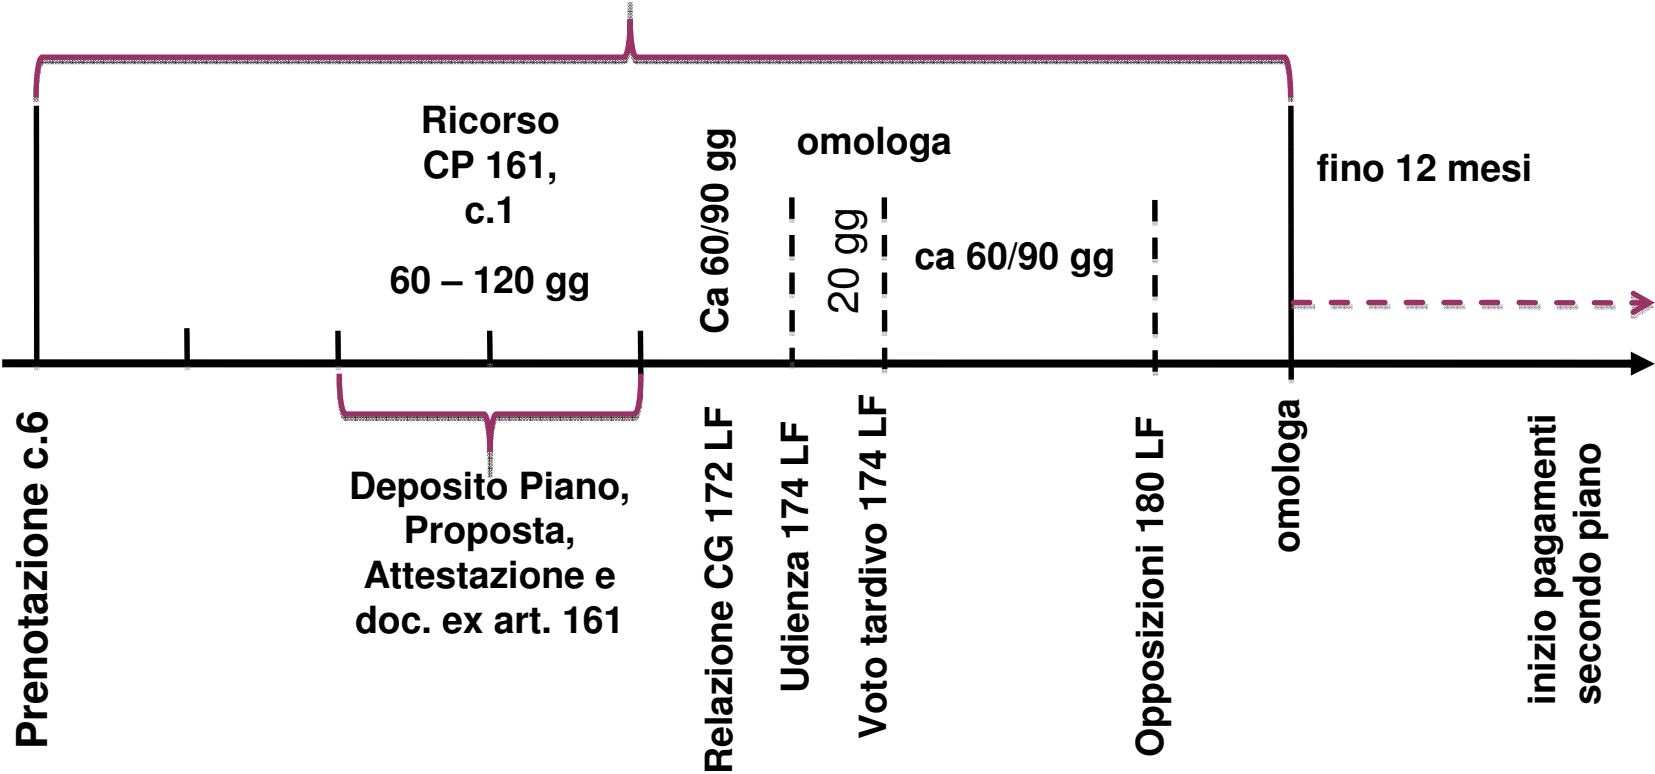 Ricorso
CP 161,
c.1
60 – 120 gg
Ca 60/90 gg
omologa
20 gg
ca 60/90 gg
fino 12 mesi
Prenotazione c.6
Deposito Piano,
Proposta,
Attestazione e
doc. ex art. 161
Relazione CG 172 LF
Udienza 174 LF
Voto tardivo 174 LF
Opposizioni 180 LF
omologa
inizio pagamenti
secondo piano